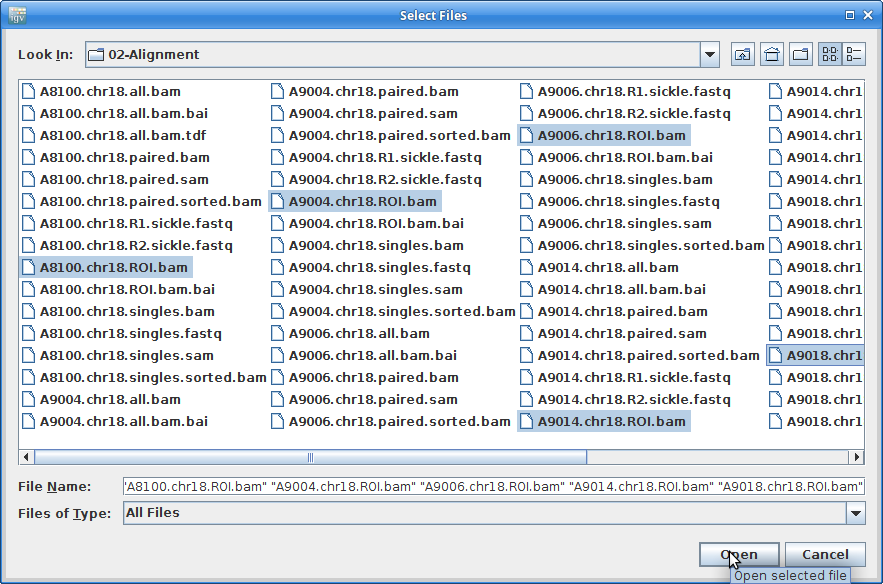 igv
Select Files
Look In:
02-Alignment
A8100.chr18.all.bam
A8100.chr18.all.bam.bai
A8100.chr18.all.bam.tdf
A8100.chr18.paired.bam
A8100.chr18.paired.sam
A8100.chr18.paired.sorted.bam
A8100.chr18.R1.sickle.fastq
A8100.chr18.R2.sickle.fastq
A8100.chr18.ROI.bam
A8100.chr18.ROI.bam.bai
A8100.chr18.singles.bam
A8100.chr18.singles.fastq
A8100.chr18.singles.sam
A8100.chr18.singles.sorted.bam
A9004.chr18.all.bam
A9004.chr18.all.bam.bai
A9004.chr18.paired.bam
A9004.chr18.paired.sam
A9004.chr18.paired.sorted.bam
A9004.chr18.R1.sickle.fastq
A9004.chr18.R2.sickle.fastq
A9004.chr18.ROI.bam
A9004.chr18.ROI.bam.bai
A9004.chr18.singles.bam
A9004.chr18.singles.fastq
A9004.chr18.singles.sam
A9004.chr18.singles.sorted.bam
A9006.chr18.all.bam
A9006.chr18.all.bam.bai
A9006.chr18.paired.bam
A9006.chr18.paired.sam
A9006.chr18.paired.sorted.bam
A9006.chr18.R1.sickle.fastq
A9006.chr18.R2.sickle.fastq
A9006.chr18.ROI.bam
A9006.chr18.ROI.bam.bai
A9006.chr18.singles.bam
A9006.chr18.singles.fastq
A9006.chr18.singles.sam
A9006.chr18.singles.sorted.bam
A9014.chr18.all.bam
A9014.chr18.all.bam.bai
A9014.chr18.paired.bam
A9014.chr18.paired.sam
A9014.chr18.paired.sorted.bam
A9014.chr18.R1.sickle.fastq
A9014.chr18.R2.sickle.fastq
A9014.chr18.ROI.bam
A9014.chr1
A9014.chr1
A9014.chr1
A9014.chr1
A9014.chr1
A9018.chr1
A9018.chr1
A9018.chr1
A9018.chr1
A9018.chr1
A9018.chr1
A9018.chr1
A9018.chr1
A9018.chr1
A9018.chr1
A9018.chr1
File Name:
"A8100.chr18.ROI.bam" "A9004.chr18.ROI.bam" "A9006.chr18.ROI.bam" "A9014.chr18.ROI.bam" "A9018.chr18.ROI.bam"
Files of Type:
All Files
Open
Cancel
Open selected file